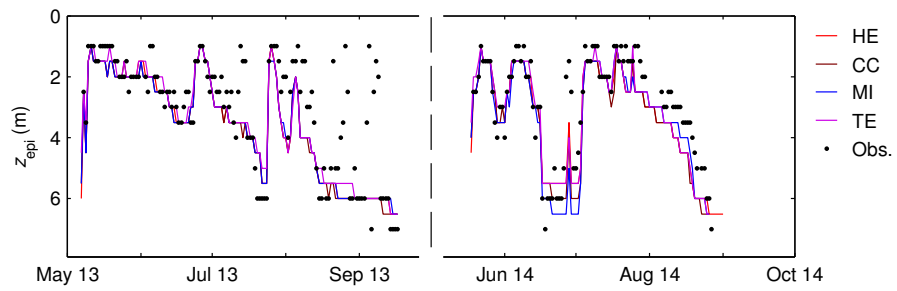 0
2
4
6
z_epi (m)
May 13
Jul 13
Sep 13
Jun 14
Aug 14
Oct 14
HE
CC
MI
TE
Obs.